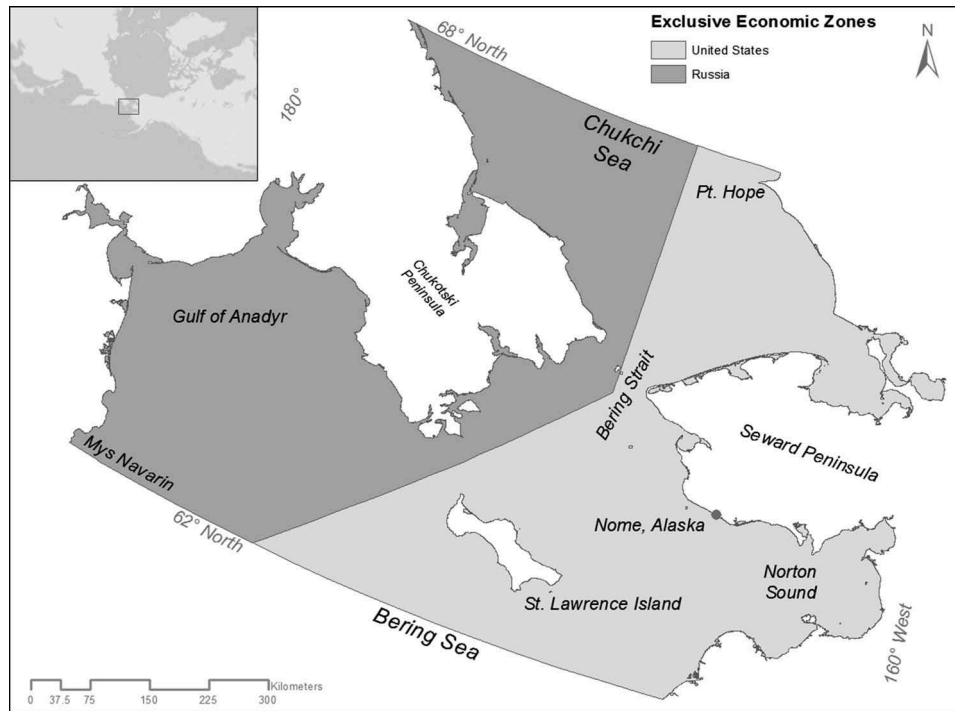 Exclusive Economic Zones
United States
Russia
N
68° North
180°
Chukchi
Sea
Pt. Hope
Chukotski
Peninsula
Gulf of Anadyr
Bering Strait
Seward Peninsula
Mys Navarin
62° North
Nome, Alaska
Norton
Sound
St. Lawrence Island
Bering Sea
160° West
Kilometers
0 37.5 75 150 225 300